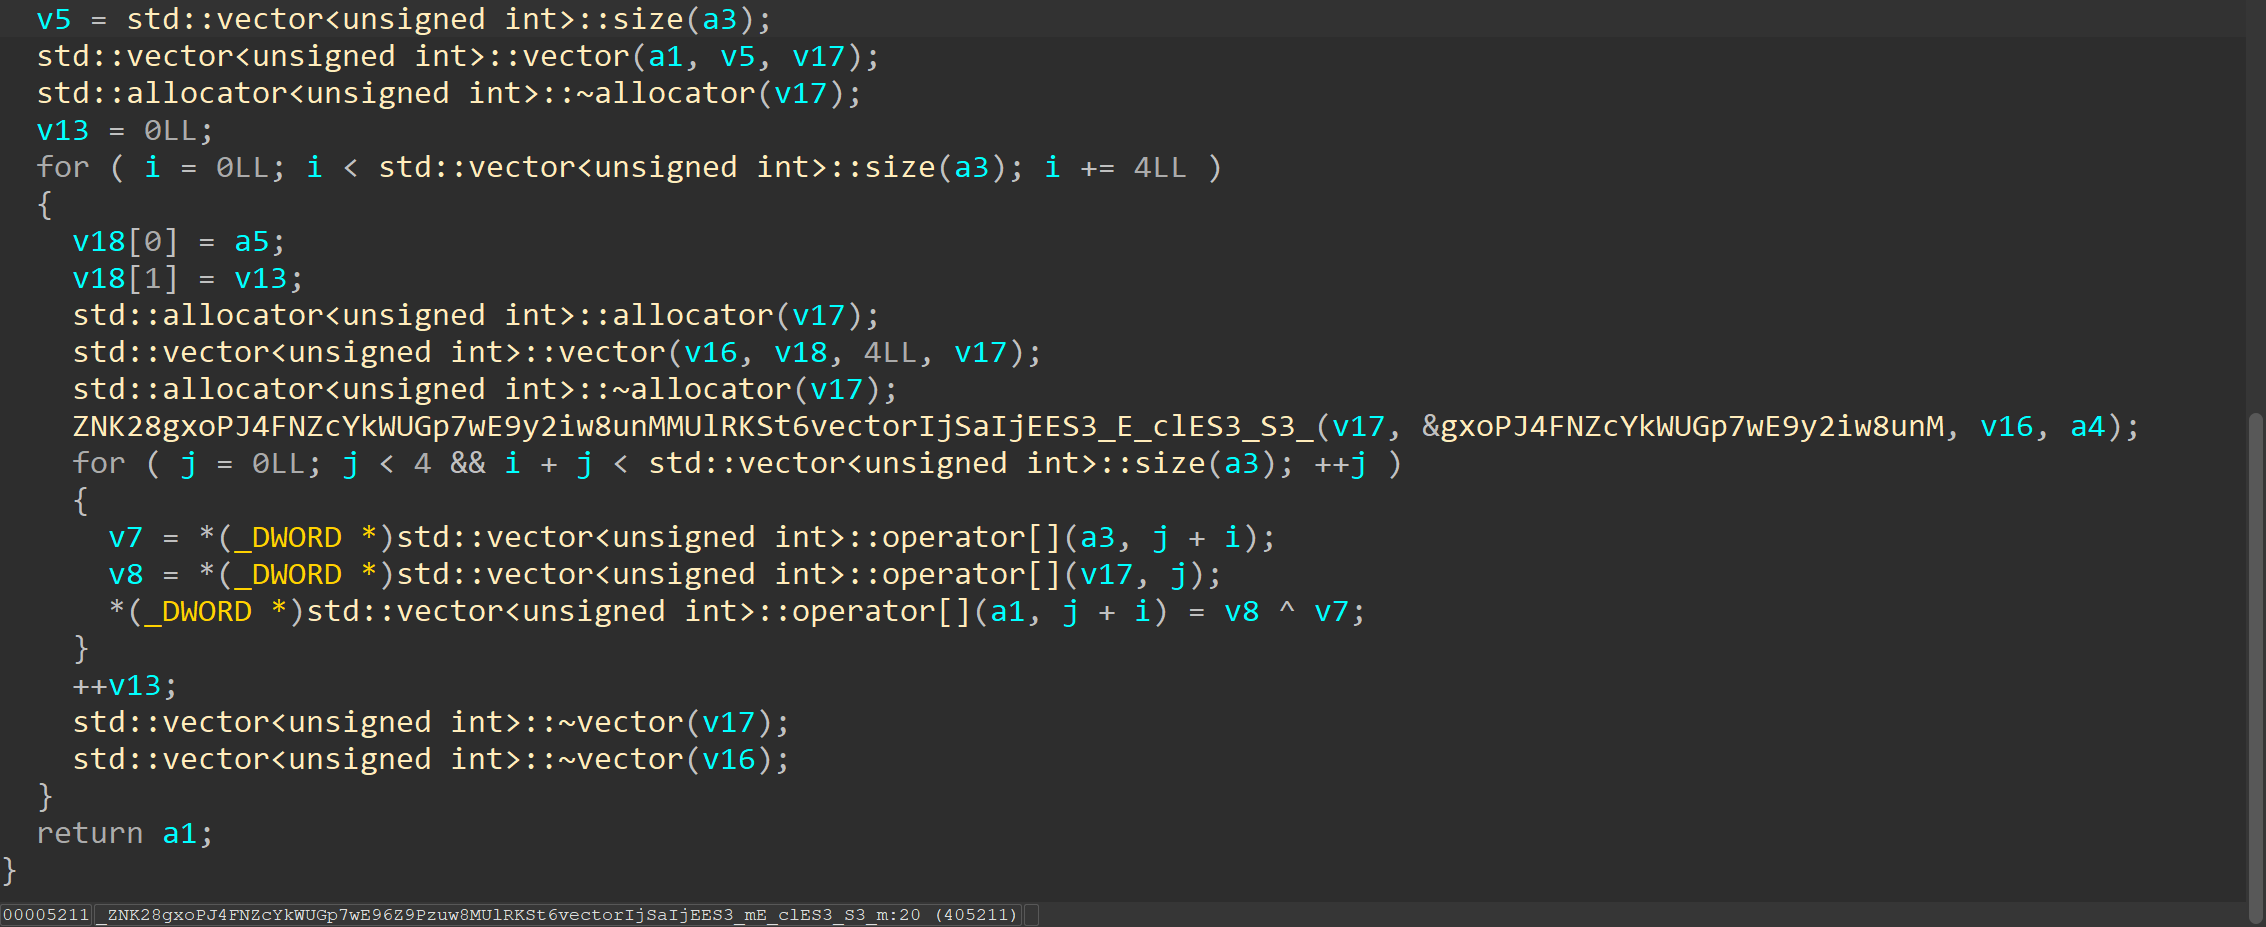 v5 = std::vector<unsigned int>::size(a3);
std::vector<unsigned int>::vector(a1, v5, v17);
std::allocator<unsigned int>::~allocator(v17);
v13 = 0LL;
for ( i = 0LL; i < std::vector<unsigned int>::size(a3); i += 4LL )
{
v18[0] = a5;
v18[1] = v13;
std::allocator<unsigned int>::allocator(v17);
std::vector<unsigned int>::vector(v16, v18, 4LL, v17);
std::allocator<unsigned int>::~allocator(v17);
ZNK28gxoPJ4FNZcYkWUGp7wE9y2iw8unMMUlRKSt6vectorIjSaIjEES3_E_clES3_S3_(v17, &gxoPJ4FNZcYkWUGp7wE9y2iw8unM, v16, a4);
for ( j = 0LL; j < 4 && i + j < std::vector<unsigned int>::size(a3); ++j )
{
v7 = *(_DWORD *)std::vector<unsigned int>::operator[](a3, j + i);
v8 = *(_DWORD *)std::vector<unsigned int>::operator[](v17, j);
*(_DWORD *)std::vector<unsigned int>::operator[](a1, j + i) = v8 ^ v7;
}
++v13;
std::vector<unsigned int>::~vector(v17);
std::vector<unsigned int>::~vector(v16);
}
return a1;
}
00005211 _ZNK28gxoPJ4FNZcYkWUGp7wE96Z9Pzuw8MUlRKSt6vectorIjSaIjEES3_mE_clES3_S3_m:20 (405211)